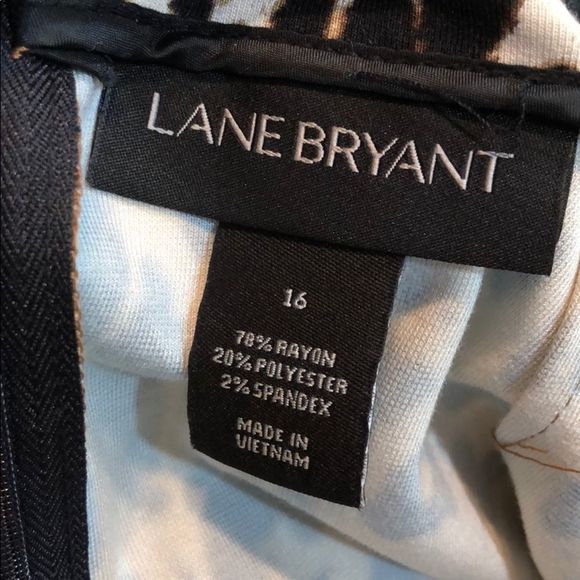 LANE BRYANT
16
78% RAYON
20% POLYESTER
2% SPANDEX
MADE IN
VIETNAM